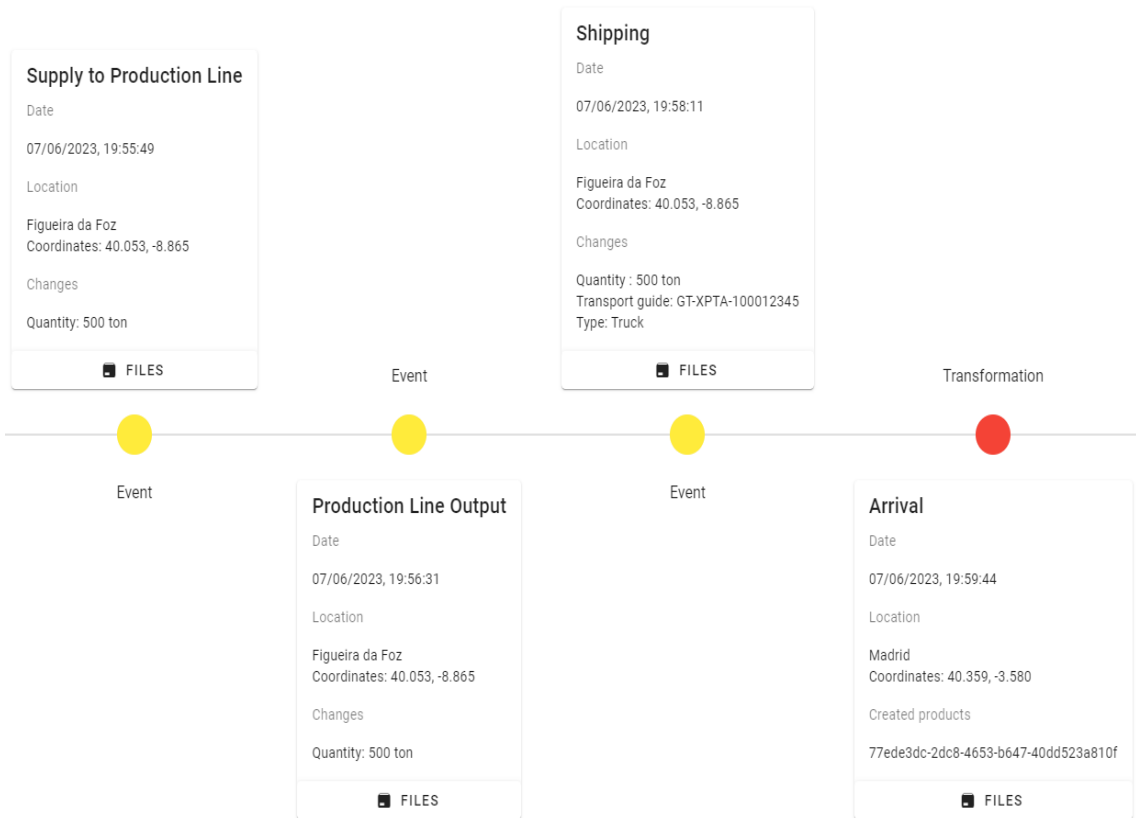 Supply to Production Line
Date
07/06/2023, 19:55:49
Location
Figueira da Foz
Coordinates: 40.053, -8.865
Changes
Quantity: 500 ton
FILES
Event
Event
Production Line Output
Date
07/06/2023, 19:56:31
Location
Figueira da Foz
Coordinates: 40.053, -8.865
Changes
Quantity: 500 ton
FILES
Shipping
Date
07/06/2023, 19:58:11
Location
Figueira da Foz
Coordinates: 40.053, -8.865
Changes
Quantity : 500 ton
Transport guide: GT-XPTA-100012345
Type: Truck
FILES
Event
Transformation
Arrival
Date
07/06/2023, 19:59:44
Location
Madrid
Coordinates: 40.359, -3.580
Created products
77ede3dc-2dc8-4653-b647-40dd523a810f
FILES